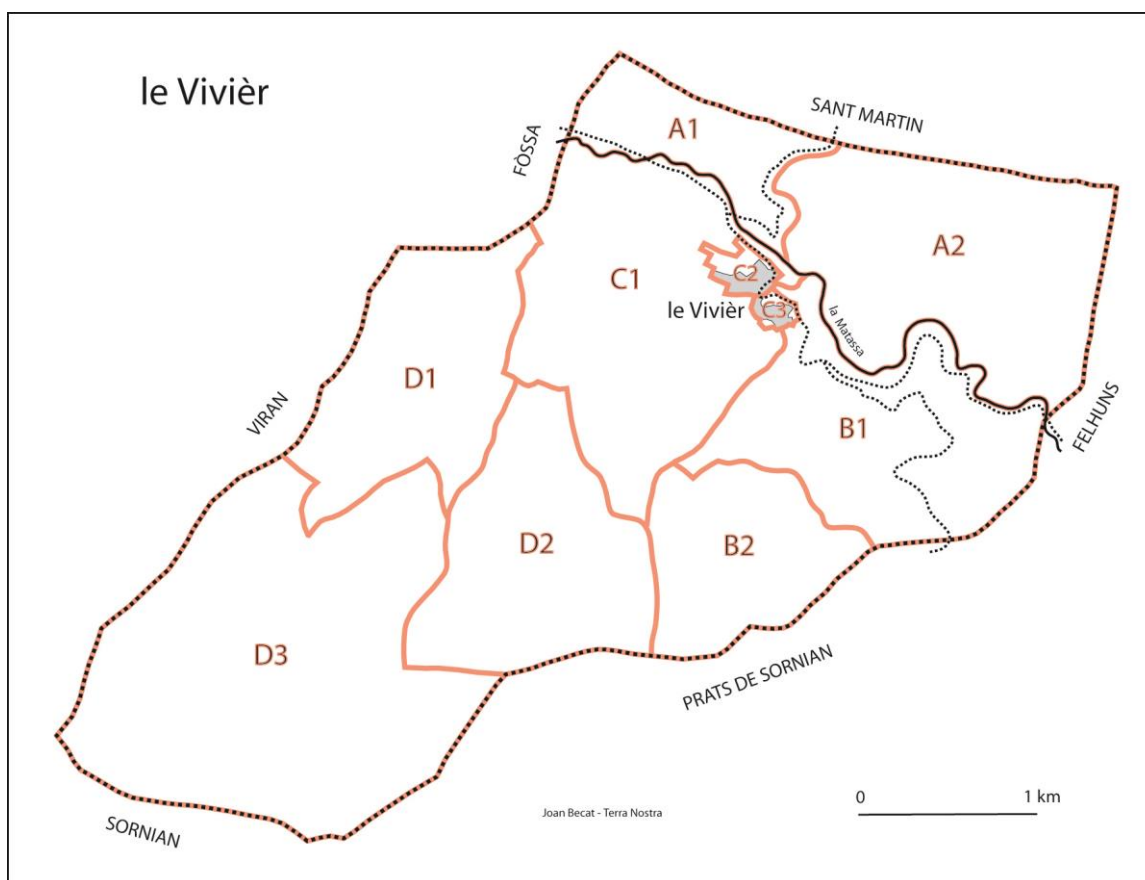 le Vivièr
SANT MARTIN
A1
FÒSSA
A2
C2
C1
le Vivièr
C3
la Matassa
D1
VIRAN
B1
FELHUNS
D2
B2
D3
PRATS DE SORNIAN
0 1 km
Joan Becat - Terra Nostra
SORNIAN